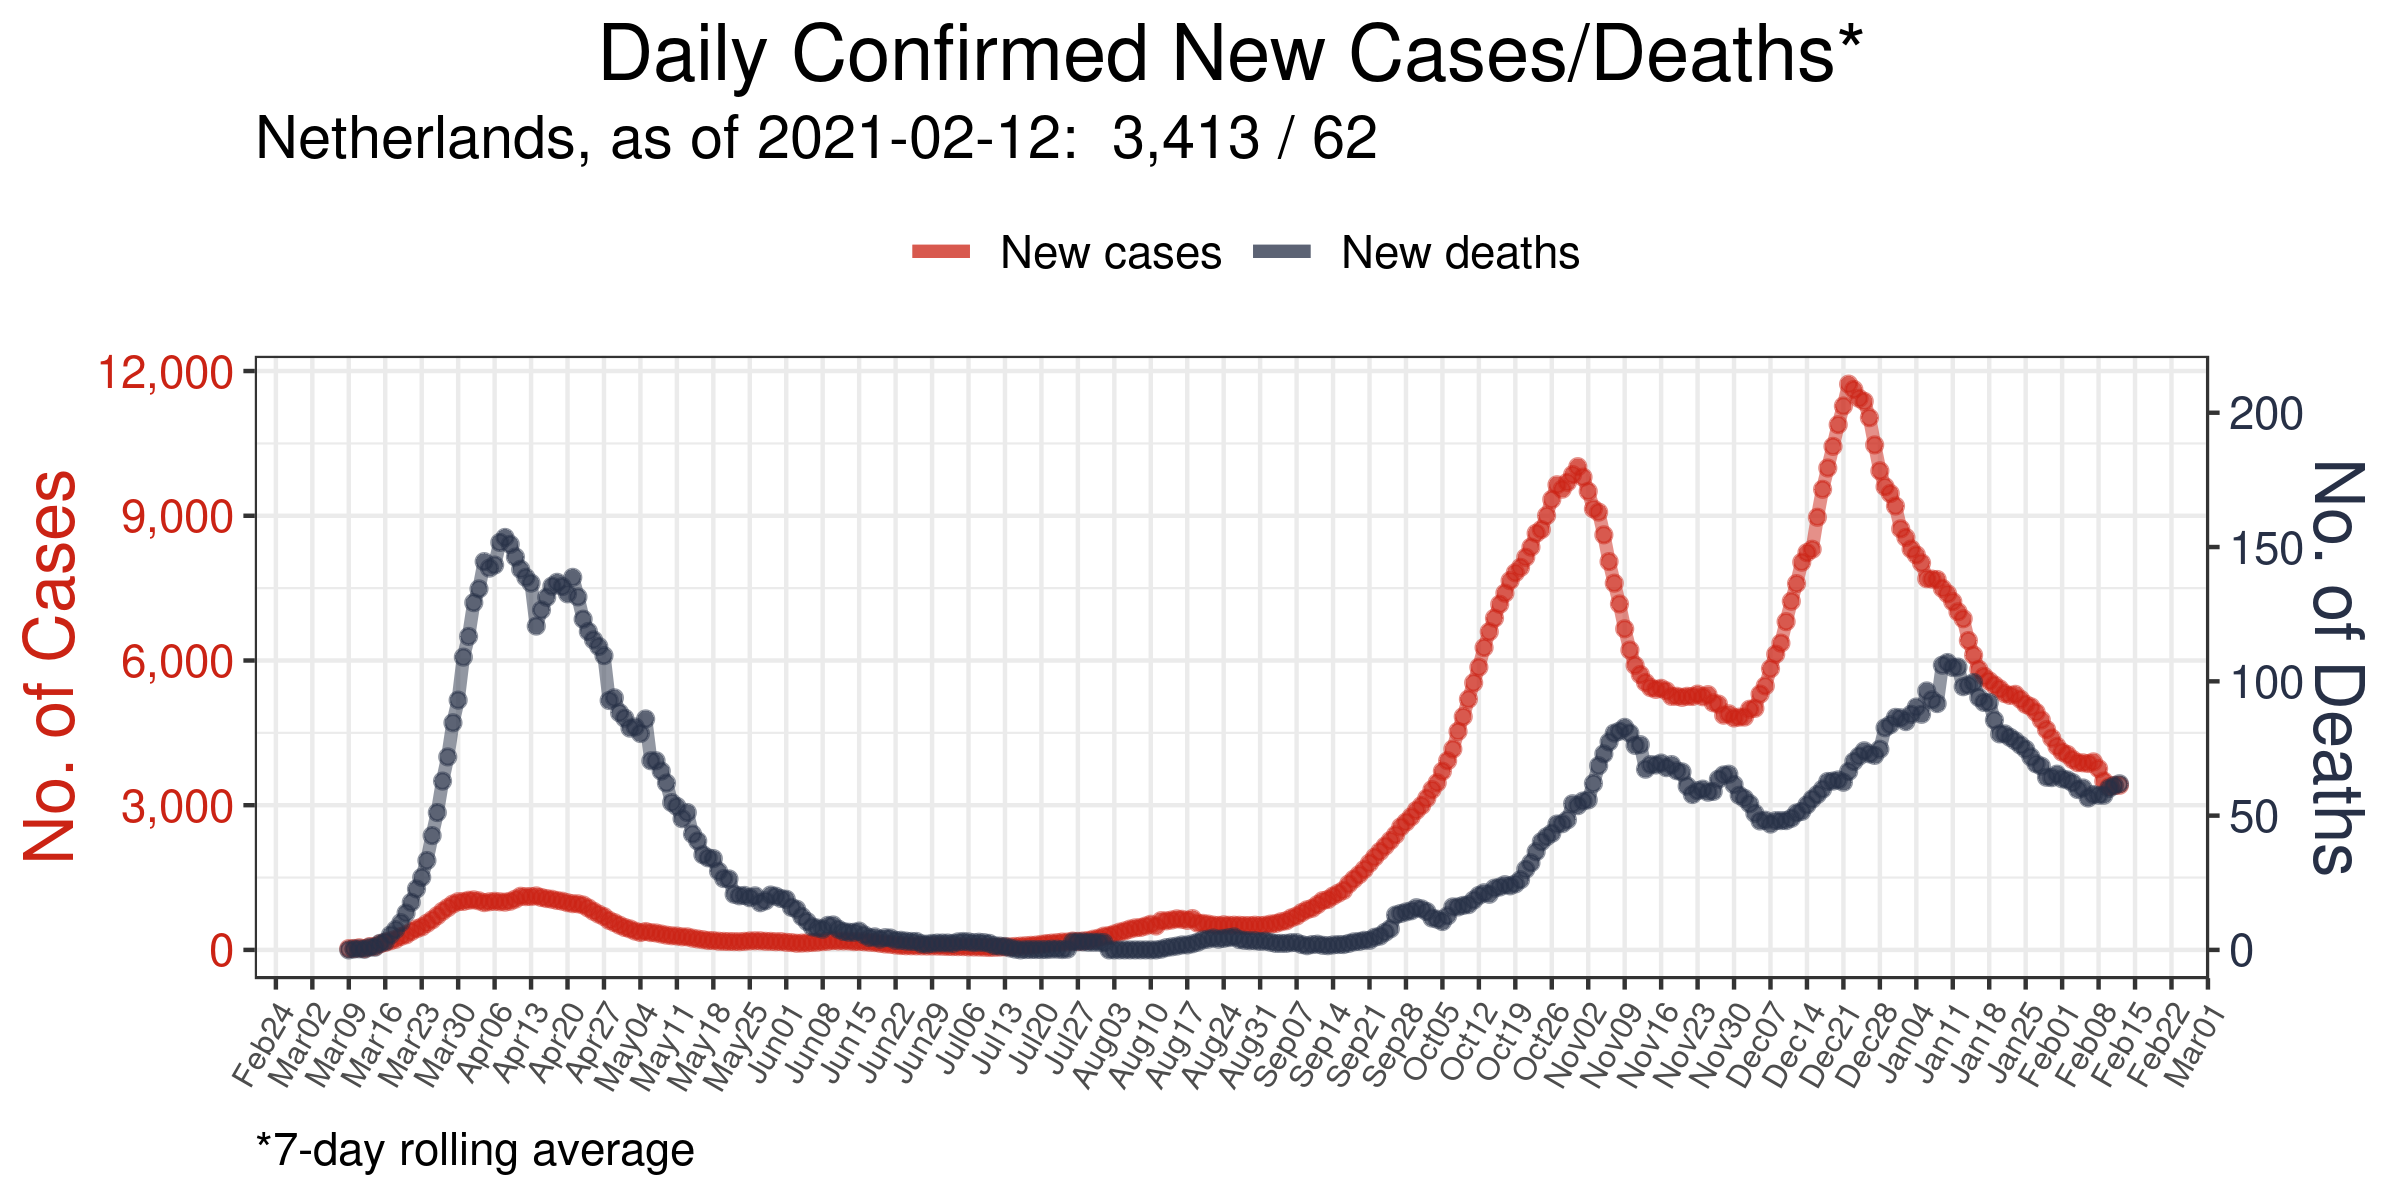 Daily Confirmed New Cases/Deaths*
Netherlands, as of 2021-02-12:  3,413 / 62
New cases
New deaths
No. of Cases
12,000
9,000
6,000
3,000
0
200
150
100
50
0
No. of Deaths
Feb24
Mar02
Mar09
Mar16
Mar23
Mar30
Apr06
Apr13
Apr20
Apr27
May04
May11
May18
May25
Jun01
Jun08
Jun15
Jun22
Jun29
Jul06
Jul13
Jul20
Jul27
Aug03
Aug10
Aug17
Aug24
Aug31
Sep07
Sep14
Sep21
Sep28
Oct05
Oct12
Oct19
Oct26
Nov02
Nov09
Nov16
Nov23
Nov30
Dec07
Dec14
Dec21
Dec28
Jan04
Jan11
Jan18
Jan25
Feb01
Feb08
Feb15
Feb22
Mar01
*7-day rolling average